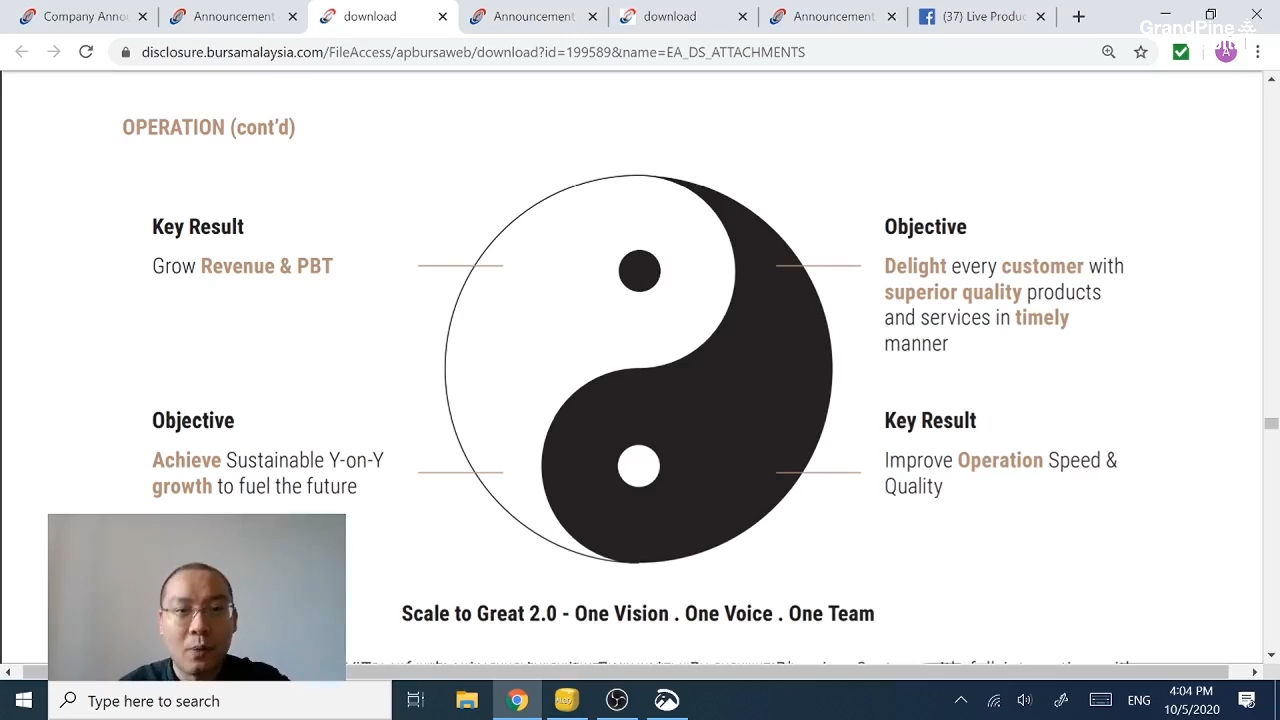 Company Anno
Announcement
download
Announcement
download
Announcement
(37) Live Produc
GrandPine
disclosure.bursamalaysia.com/FileAccess/apbursaweb/download?id=199589&name=EA_DS_ATTACHMENTS
A
OPERATION (cont'd)
Key Result
Grow Revenue & PBT
Objective
Delight every customer with
superior quality products
and services in timely
manner
Objective
Achieve Sustainable Y-on-Y
growth to fuel the future
Key Result
Improve Operation Speed &
Quality
Scale to Great 2.0 - One Vision . One Voice . One Team
Type here to search
ENG
4:04 PM
10/5/2020